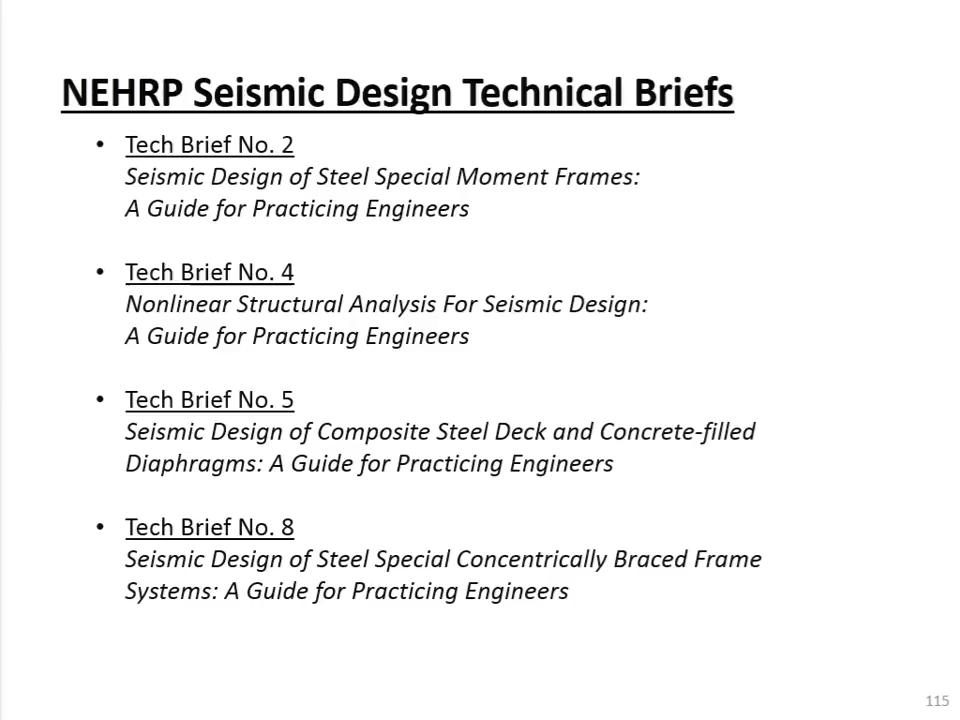 NEHRP Seismic Design Technical Briefs
• Tech Brief No. 2
Seismic Design of Steel Special Moment Frames:
A Guide for Practicing Engineers
• Tech Brief No. 4
Nonlinear Structural Analysis For Seismic Design:
A Guide for Practicing Engineers
• Tech Brief No. 5
Seismic Design of Composite Steel Deck and Concrete-filled
Diaphragms: A Guide for Practicing Engineers
• Tech Brief No. 8
Seismic Design of Steel Special Concentrically Braced Frame
Systems: A Guide for Practicing Engineers
115